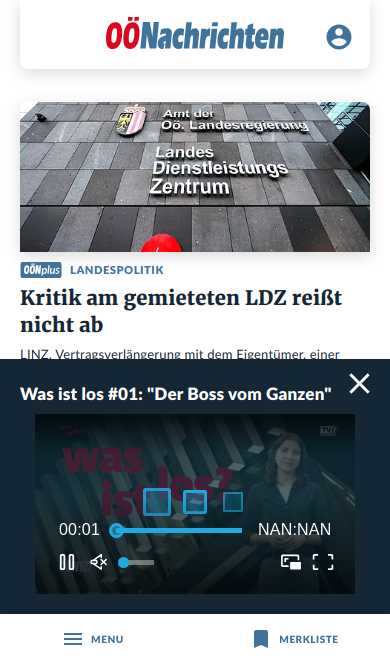 OÖNachrichten
Amt der
Oö. Landesregierung
Landes
Dienstleistungs
Zentrum
OÖNplus LANDESPOLITIK
Kritik am gemieteten LDZ reißt
nicht ab
LINZ. Vertragsverlängerung mit dem Eigentümer, einer
Was ist los #01: "Der Boss vom Ganzen"
was
ist los?
TV1
00:01 NAN:NAN
MENU MERKLISTE